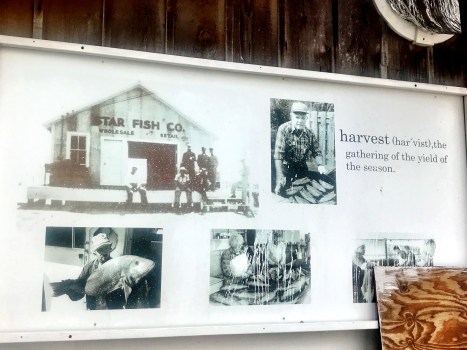 STAR FISH CO.
WHOLESALE RETAIL
harvest (har´vist),the
gathering of the yield of
the season.